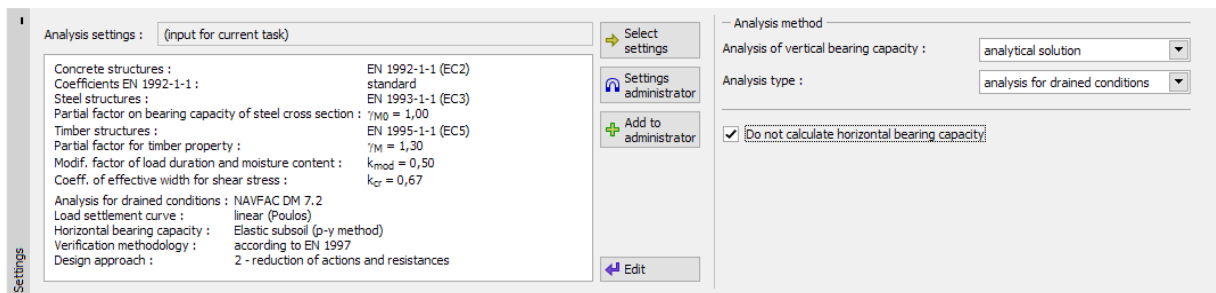 Settings
Analysis settings : (input for current task)
Concrete structures : EN 1992-1-1 (EC2)
Coefficients EN 1992-1-1 : standard
Steel structures : EN 1993-1-1 (EC3)
Partial factor on bearing capacity of steel cross section : γM0 = 1,00
Timber structures : EN 1995-1-1 (EC5)
Partial factor for timber property : γM = 1,30
Modif. factor of load duration and moisture content : kmod = 0,50
Coeff. of effective width for shear stress : kcr = 0,67
Analysis for drained conditions : NAVFAC DM 7.2
Load settlement curve : linear (Poulos)
Horizontal bearing capacity : Elastic subsoil (p-y method)
Verification methodology : according to EN 1997
Design approach : 2 - reduction of actions and resistances
Select
settings
Settings
administrator
Add to
administrator
Edit
Analysis method
Analysis of vertical bearing capacity : analytical solution
Analysis type : analysis for drained conditions
Do not calculate horizontal bearing capacity